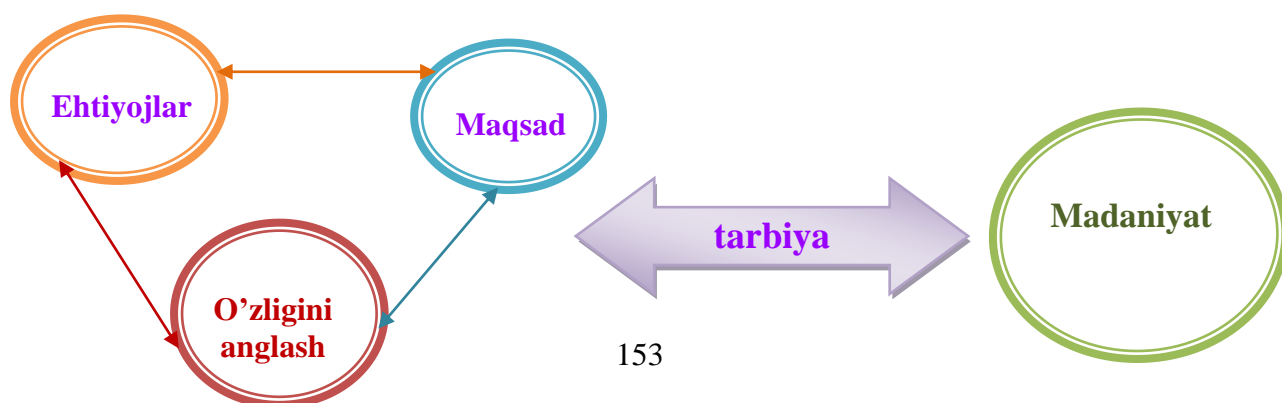 Ehtiyojlar
Maqsad
tarbiya
Madaniyat
O’zligini
anglash
153